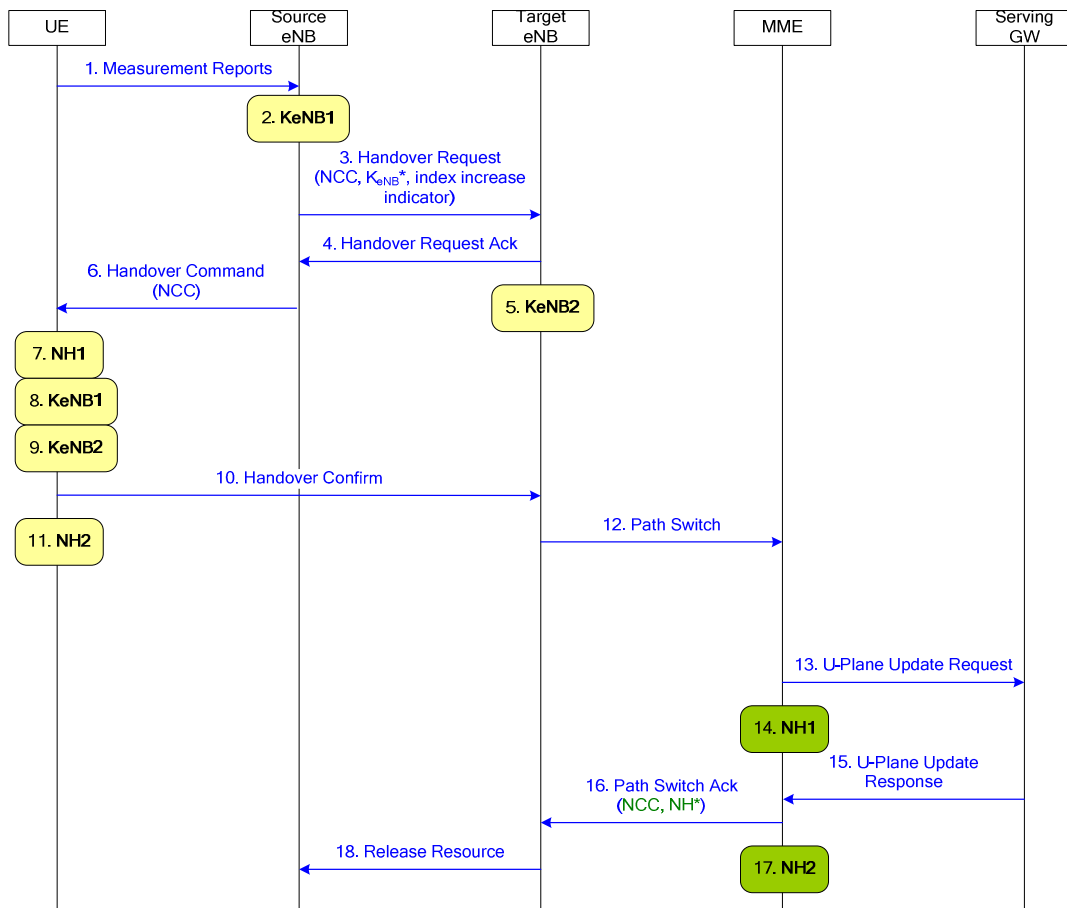 UE
Source
eNB
Target
eNB
MME
Serving
GW
1. Measurement Reports
2. KeNB1
3. Handover Request
(NCC, KeNB*, index increase
indicator)
4. Handover Request Ack
6. Handover Command
(NCC)
5. KeNB2
7. NH1
8. KeNB1
9. KeNB2
10. Handover Confirm
11. NH2
12. Path Switch
13. U-Plane Update Request
14. NH1
15. U-Plane Update
Response
16. Path Switch Ack
(NCC, NH*)
17. NH2
18. Release Resource